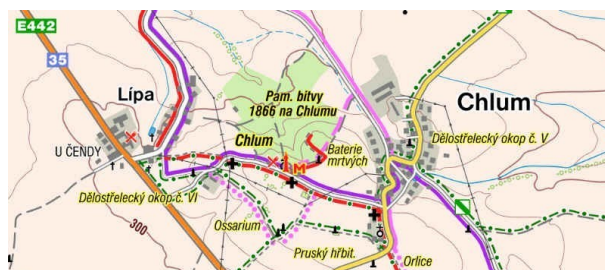 E442
35
Lípa
Pam. bitvy
1866 na Chlumu
Chlum
Chlum
Dělostřelecký okop č. V
U ČENDY
Baterie
mrtvých
M
Dělostřelecký okop č. VI
Ossarium
300
Pruský hřbit.
Orlice